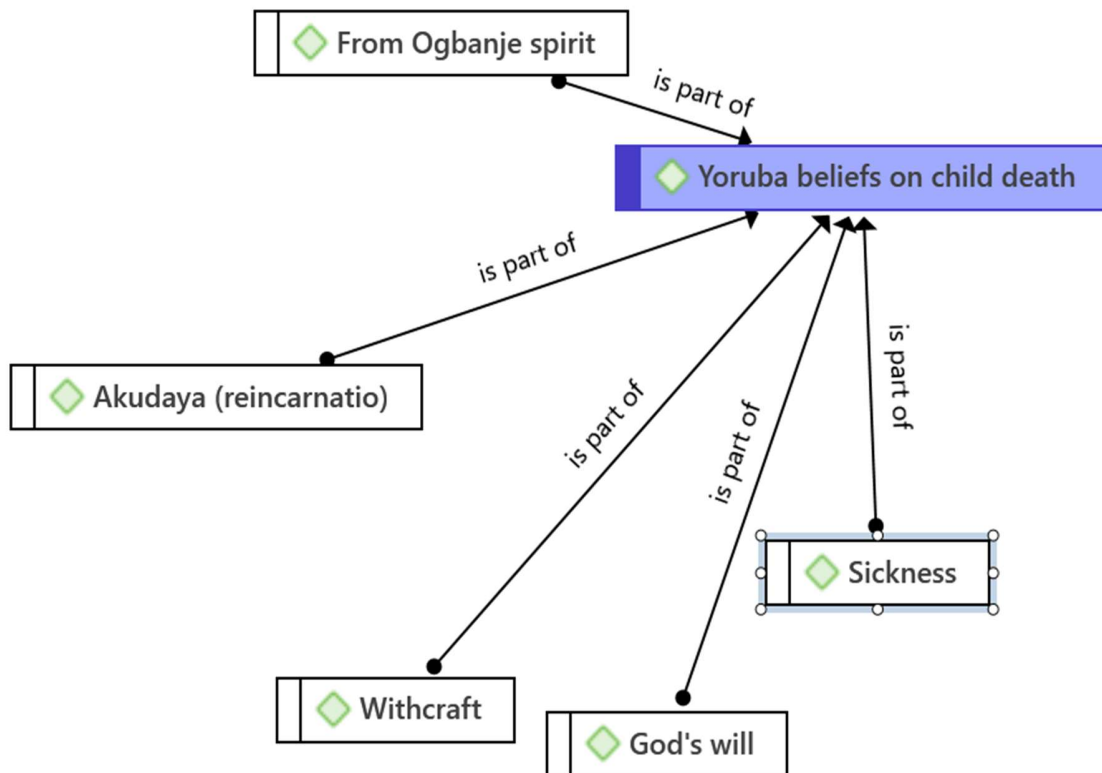 From Ogbanje spirit
is part of
Yoruba beliefs on child death
is part of
Akudaya (reincarnatio)
is part of
is part of
is part of
Sickness
Withcraft
God's will